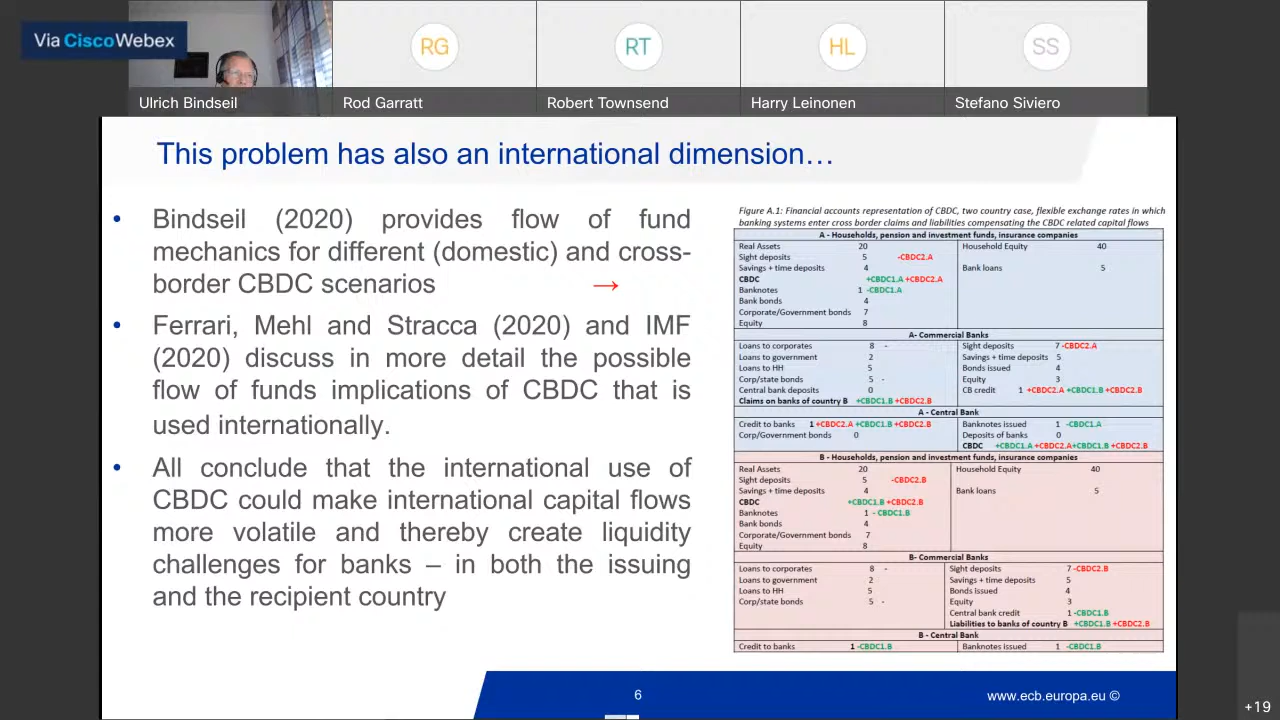 Via Cisco Webex
RG
RT
HL
SS
Ulrich Bindseil
Rod Garratt
Robert Townsend
Harry Leinonen
Stefano Siviero
This problem has also an international dimension…
• Bindseil (2020) provides flow of fund
mechanics for different (domestic) and cross-
border CBDC scenarios →
• Ferrari, Mehl and Stracca (2020) and IMF
(2020) discuss in more detail the possible
flow of funds implications of CBDC that is
used internationally.
• All conclude that the international use of
CBDC could make international capital flows
more volatile and thereby create liquidity
challenges for banks – in both the issuing
and the recipient country
Figure A.1: Financial accounts representation of CBDC, two country case, flexible exchange rates in which
banking systems enter cross border claims and liabilities compensating the CBDC related capital flows
A - Households, pension and investment funds, insurance companies
Real Assets 20 Household Equity 40
Sight deposits 5 -CBDC2.A
Savings + time deposits 4 Bank loans 5
CBDC +CBDC1.A +CBDC2.A
Banknotes 1 -CBDC1.A
Bank bonds 4
Corporate/Government bonds 7
Equity 8
A- Commercial Banks
Loans to corporates 8 - Sight deposits 7 -CBDC2.A
Loans to government 2 Savings + time deposits 5
Loans to HH 5 Bonds issued 4
Corp/state bonds 5 - Equity 3
Central bank deposits 0 CB credit 1 +CBDC2.A +CBDC1.B +CBDC2.B
Claims on banks of country B +CBDC1.B +CBDC2.B
A - Central Bank
Credit to banks 1 +CBDC2.A +CBDC1.B +CBDC2.B Banknotes issued 1 -CBDC1.A
Corp/Government bonds 0 Deposits of banks 0
CBDC +CBDC1.A +CBDC2.A+CBDC1.B +CBDC2.B
B - Households, pension and investment funds, insurance companies
Real Assets 20 Household Equity 40
Sight deposits 5 -CBDC2.B
Savings + time deposits 4 Bank loans 5
CBDC +CBDC1.B +CBDC2.B
Banknotes 1 - CBDC1.B
Bank bonds 4
Corporate/Government bonds 7
Equity 8
B- Commercial Banks
Loans to corporates 8 - Sight deposits 7 -CBDC2.B
Loans to government 2 Savings + time deposits 5
Loans to HH 5 Bonds issued 4
Corp/state bonds 5 - Equity 3
Central bank credit 1 -CBDC1.B
Liabilities to banks of country B +CBDC1.B +CBDC2.B
B - Central Bank
Credit to banks 1 -CBDC1.B Banknotes issued 1 -CBDC1.B
6
www.ecb.europa.eu ©
+19